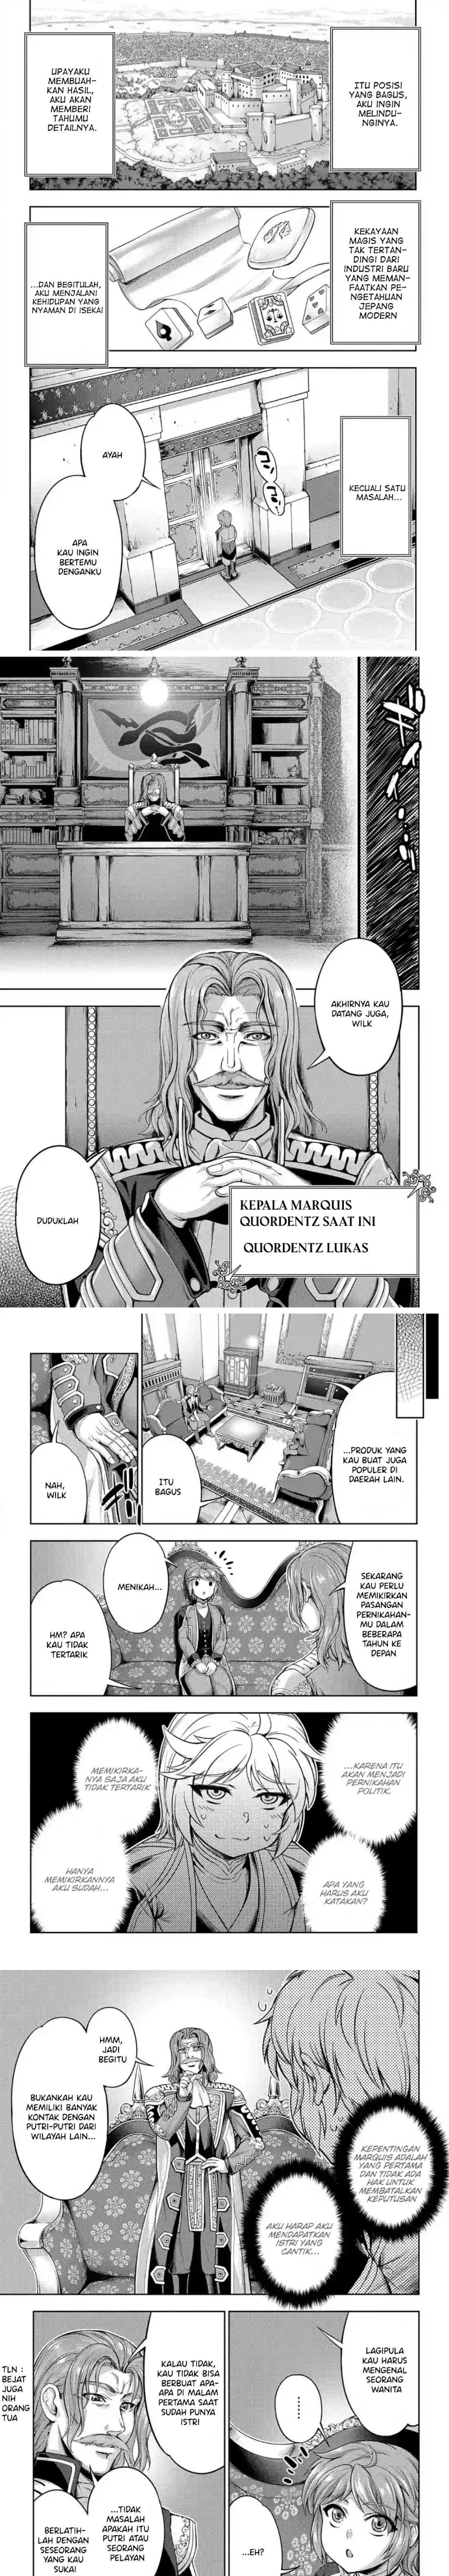 ITU POSISI
YANG BAGUS,
AKU INGIN
MELINDU-
NGINYA.
UPAYAKU
MEMBUAH-
KAN HASIL,
AKU AKAN
MEMBERI
TAHUMU
DETAILNYA.
KEKAYAAN
MAGIS YANG
TAK TERTAN-
DINGI DARI
INDUSTRI BARU
YANG MEMAN-
FAATKAN PE-
NGETAHUAN
JEPANG
MODERN
...DAN BEGITULAH,
AKU MENJALANI
KEHIDUPAN YANG
NYAMAN DI ISEKAI
KECUALI SATU
MASALAH...
AYAH
コン
コン
APA
KAU INGIN
BERTEMU
DENGANKU
AKHIRNYA KAU
DATANG JUGA,
WILK
DUDUKLAH
KEPALA MARQUIS
QUORDENTZ SAAT INI
QUORDENTZ LUKAS
...PRODUK YANG
KAU BUAT JUGA
POPULER DI
DAERAH LAIN.
ITU
BAGUS
NAH,
WILK
SEKARANG
KAU PERLU
MEMIKIRKAN
PASANGAN
PERNIKAHAN-
MU DALAM
BEBERAPA
TAHUN KE
DEPAN
MENIKAH...
HM? APA
KAU TIDAK
TERTARIK
...KARENA ITU
AKAN MENJADI
PERNIKAHAN
POLITIK.
MEMIKIRKA-
NYA SAJA AKU
TIDAK TERTARIK
APA YANG
HARUS AKU
KATAKAN?
HANYA
MEMIKIRKANNYA
AKU SUDAH...
HMM,
JADI
BEGITU
BUKANKAH KAU
MEMILIKI BANYAK
KONTAK DENGAN
PUTRI-PUTRI DARI
WILAYAH LAIN...
KEPENTINGAN
MARQUIS ADALAH
YANG PERTAMA
DAN TIDAK ADA
HAK UNTUK
MEMBATALKAN
KEPUTUSAN
AKU HARAP AKU
MENDAPATKAN
ISTRI YANG
CANTIK...
LAGIPULA
KAU HARUS
MENGENAL
SEORANG
WANITA
......
...EH?
KALAU TIDAK,
KAU TIDAK BISA
BERBUAT APA-
APA DI MALAM
PERTAMA SAAT
SUDAH PUNYA
ISTRI
...TIDAK
MASALAH
APAKAH ITU
PUTRI ATAU
SEORANG
PELAYAN
BERLATIH-
LAH DENGAN
SESEORANG
YANG KAU
SUKAI
TLN :
BEJAT
JUGA
NIH
ORANG
TUA